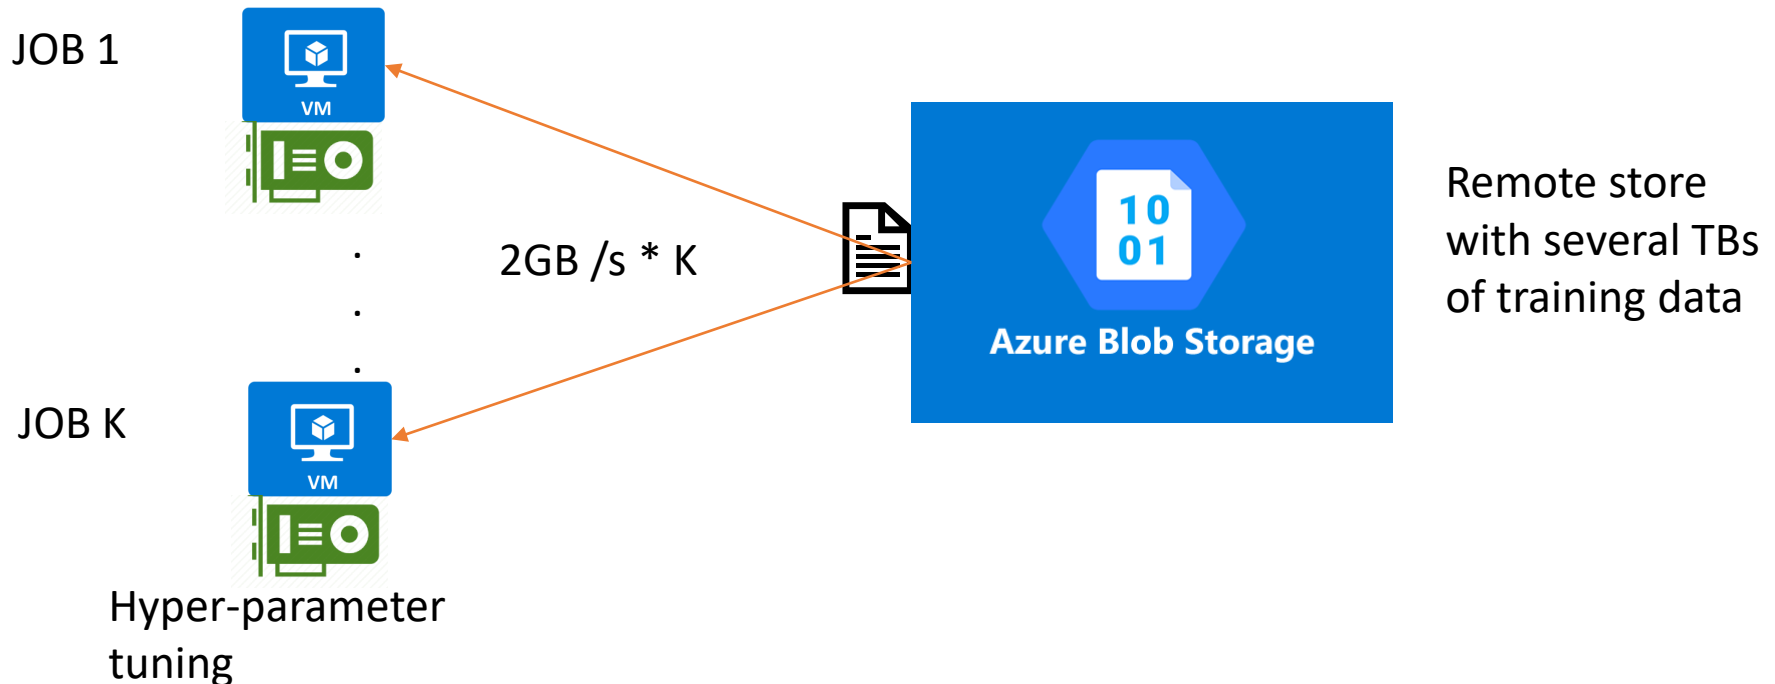 JOB 1
VM
.
.
.
2GB /s * K
JOB K
VM
Hyper-parameter
tuning
10
01
Azure Blob Storage
Remote store
with several TBs
of training data